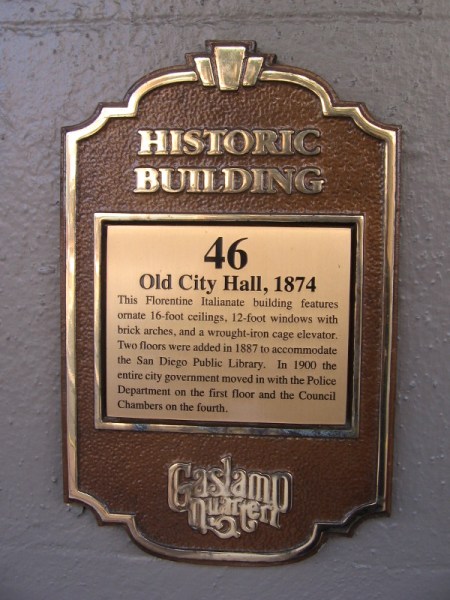 HISTORIC
BUILDING
46
Old City Hall, 1874
This Florentine Italianate building features
ornate 16-foot ceilings, 12-foot windows with
brick arches, and a wrought-iron cage elevator.
Two floors were added in 1887 to accommodate
the San Diego Public Library. In 1900 the
entire city government moved in with the Police
Department on the first floor and the Council
Chambers on the fourth.
Gaslamp
Quarter